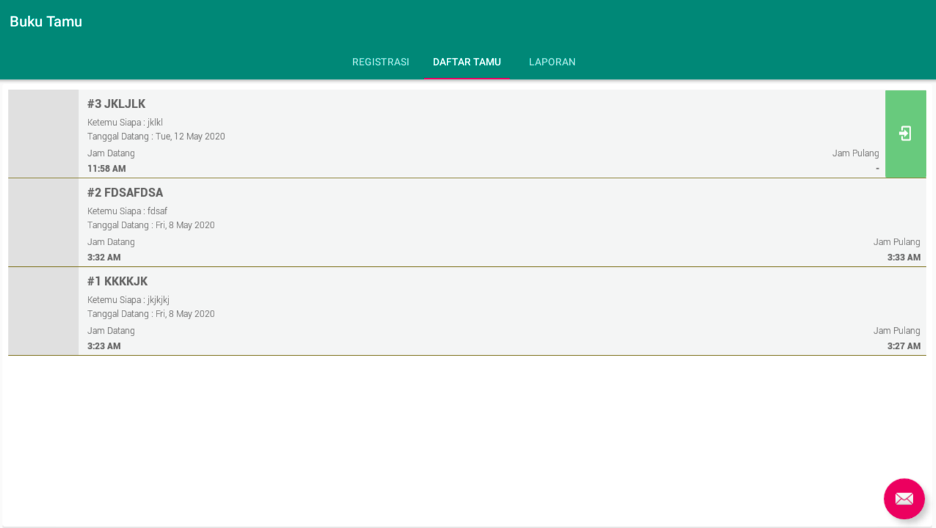 Buku Tamu
REGISTRASI DAFTAR TAMU LAPORAN
#3 JKLJLK
Ketemu Siapa : jklkl
Tanggal Datang : Tue, 12 May 2020
Jam Datang Jam Pulang
11:58 AM -
#2 FDSAFDSA
Ketemu Siapa : fdsaf
Tanggal Datang : Fri, 8 May 2020
Jam Datang Jam Pulang
3:32 AM 3:33 AM
#1 KKKKJK
Ketemu Siapa : jkjkjkj
Tanggal Datang : Fri, 8 May 2020
Jam Datang Jam Pulang
3:23 AM 3:27 AM